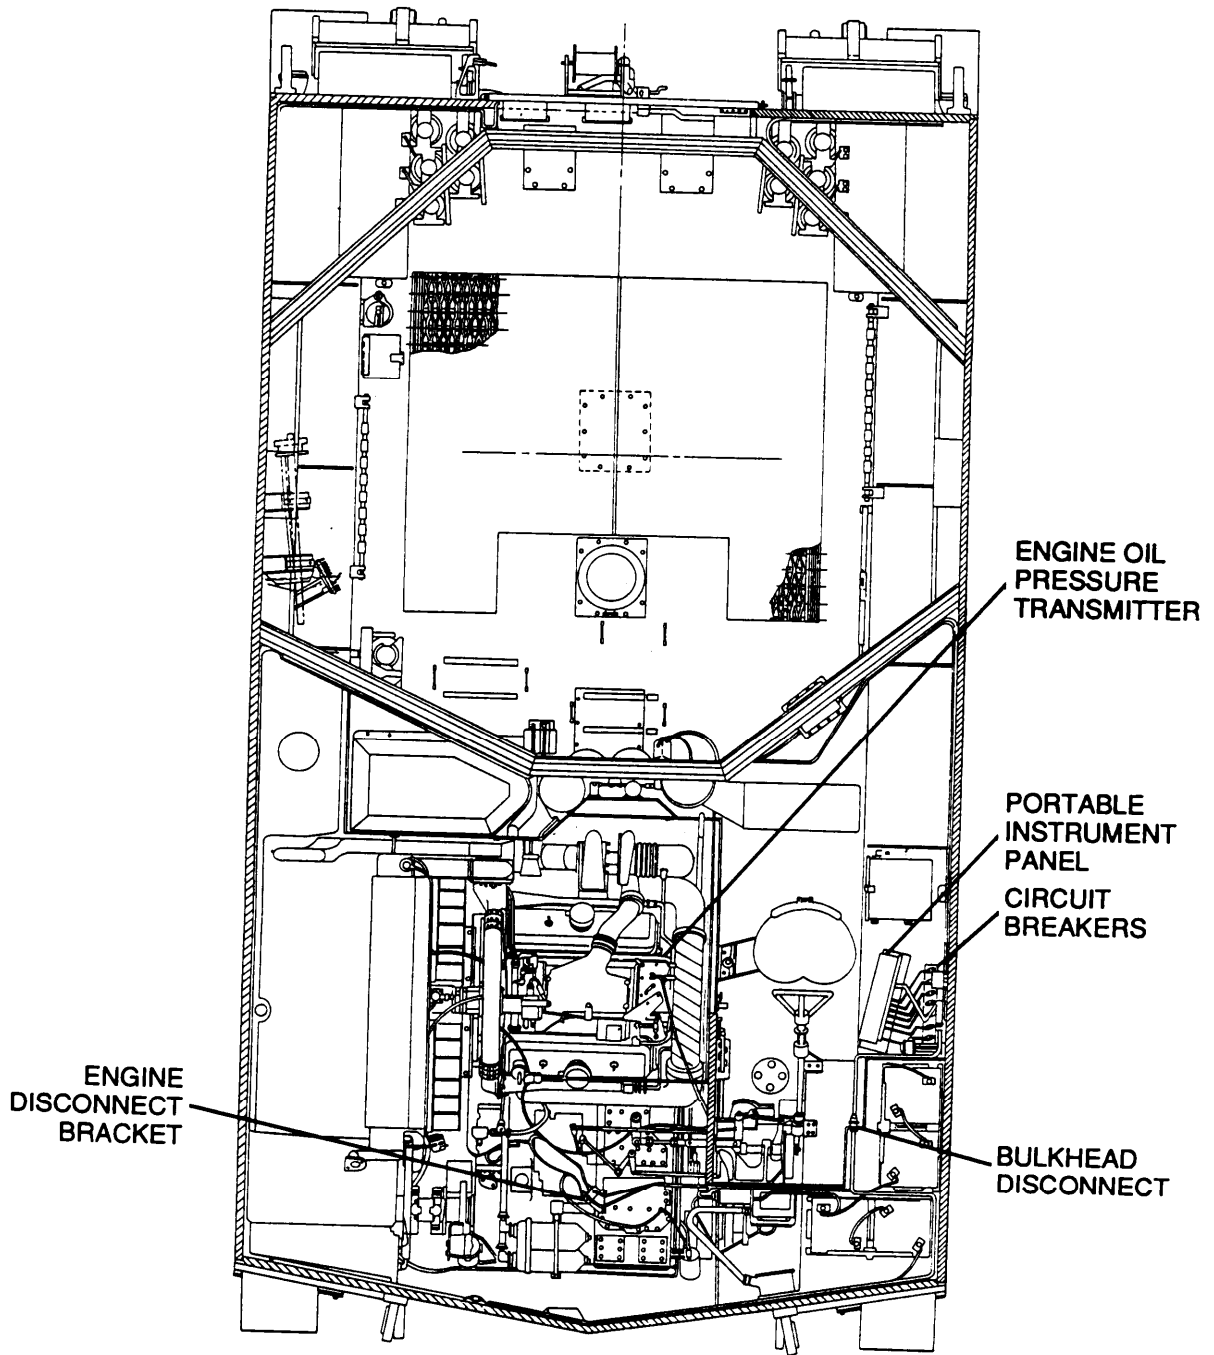 ENGINE OIL
PRESSURE
TRANSMITTER
PORTABLE
INSTRUMENT
PANEL
CIRCUIT
BREAKERS
ENGINE
DISCONNECT
BRACKET
BULKHEAD
DISCONNECT